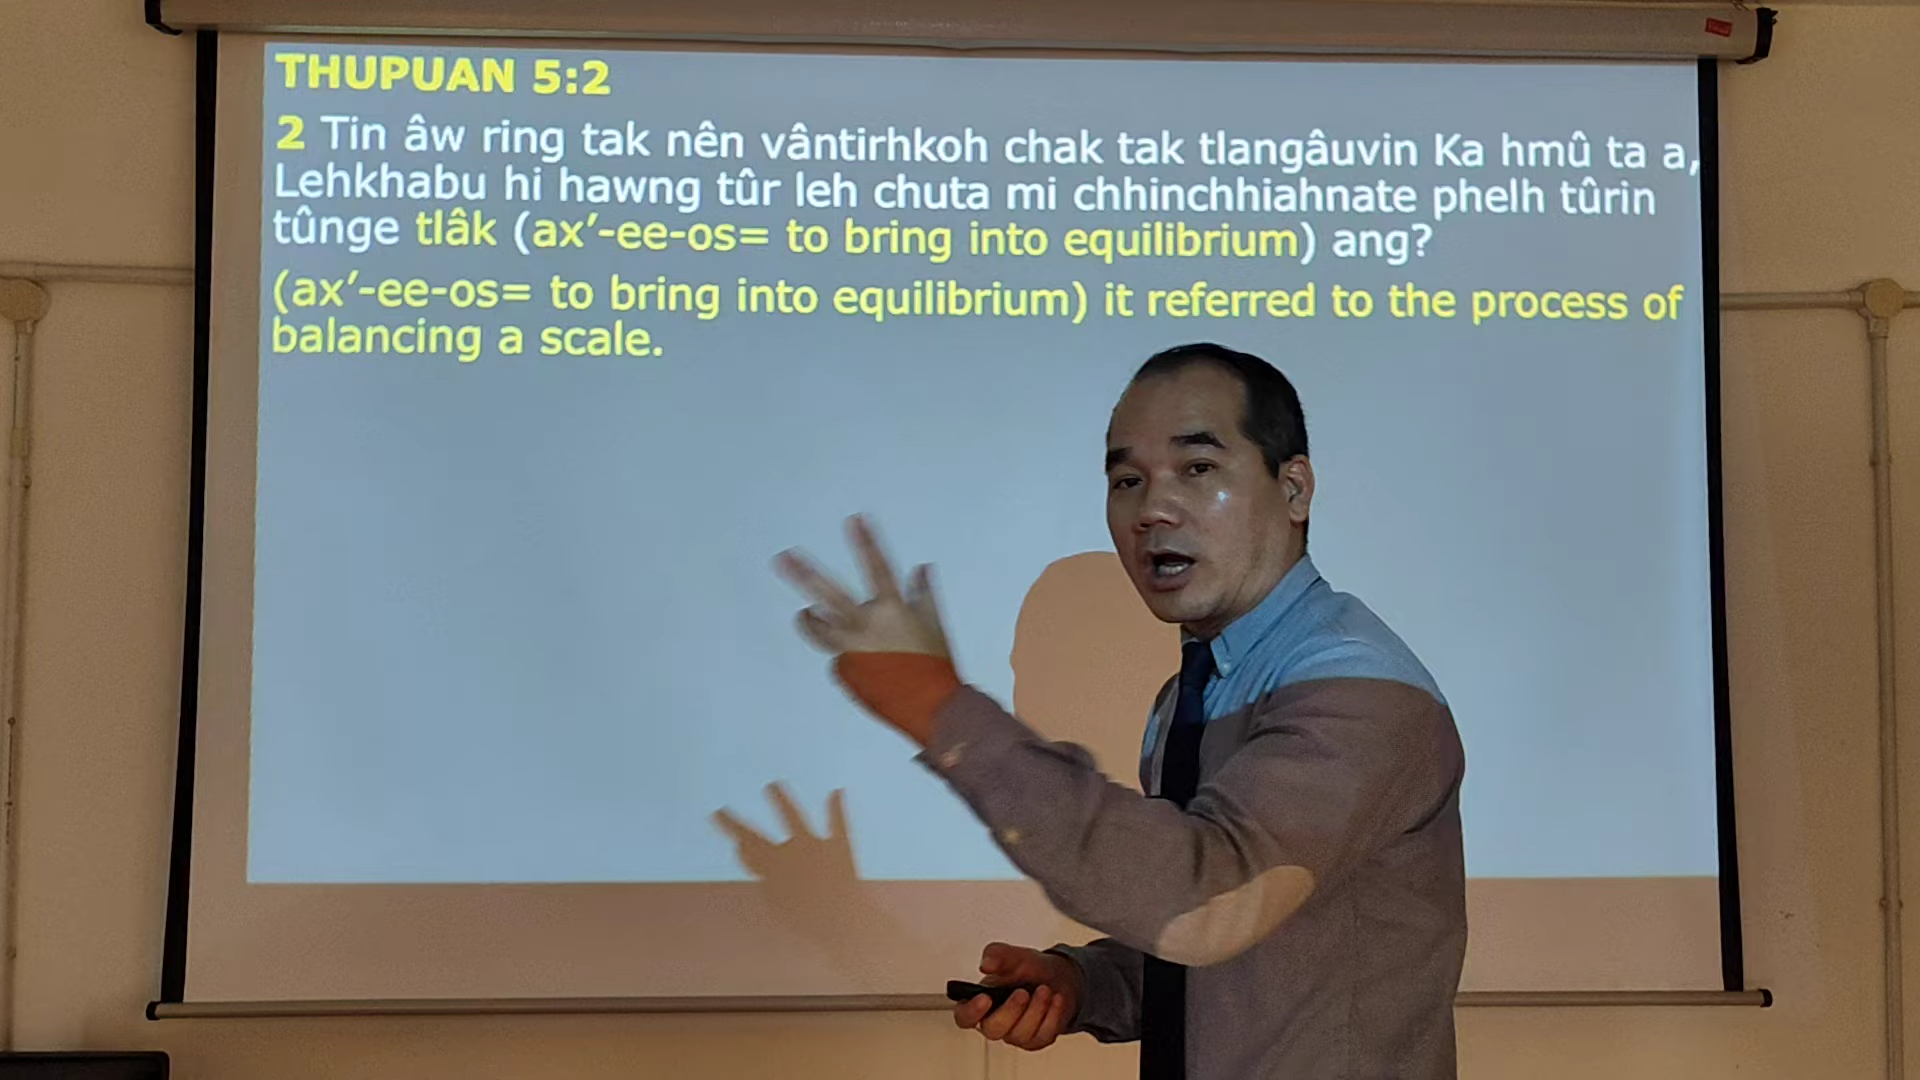 THUPUAN 5:2
2 Tin âw ring tak nên vântirhkoh chak tak tlangâuvin Ka hmû ta a,
Lehkhabu hi hawng tûr leh chuta mi chhinchhiahnate phelh tûrin
tûnge tlâk (ax’-ee-os= to bring into equilibrium) ang?
(ax’-ee-os= to bring into equilibrium) it referred to the process of
balancing a scale.